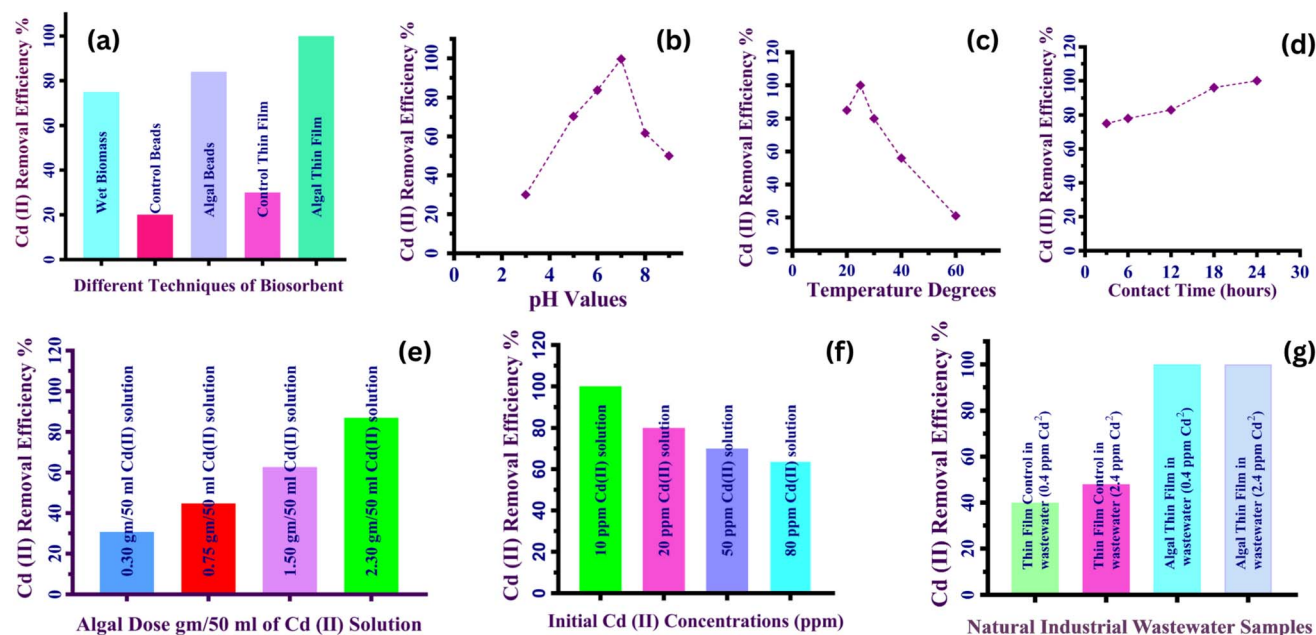 (a)
Cd (II) Removal Efficiency %
100
80
60
40
20
0
Wet Biomass
Control Beads
Algal Beads
Control Thin Film
Algal Thin Film
Different Techniques of Biosorbent
(b)
Cd (II) Removal Efficiency %
100
80
60
40
20
0
0 2 4 6 8
pH Values
(c)
Cd (II) Removal Efficiency %
120
100
80
60
40
20
0
0 20 40 60
Temperature Degrees
(d)
Cd (II) Removal Efficiency %
120
100
80
60
40
20
0
0 6 12 18 24 30
Contact Time (hours)
(e)
Cd (II) Removal Efficiency %
120
100
80
60
40
20
0
0.30 gm/50 ml Cd(II) solution
0.75 gm/50 ml Cd(II) solution
1.50 gm/50 ml Cd(II) solution
2.30 gm/50 ml Cd(II) solution
Algal Dose gm/50 ml of Cd (II) Solution
(f)
Cd (II) Removal Efficiency %
120
100
80
60
40
20
0
10 ppm Cd(II) solution
20 ppm Cd(II) solution
50 ppm Cd(II) solution
80 ppm Cd(II) solution
Initial Cd (II) Concentrations (ppm)
(g)
Cd (II) Removal Efficiency %
100
80
60
40
20
0
Thin Film Control in
wastewater (0.4 ppm Cd²)
Thin Film Control in
wastewater (2.4 ppm Cd²)
Algal Thin Film in
wastewater (0.4 ppm Cd²)
Algal Thin Film in
wastewater (2.4 ppm Cd²)
Natural Industrial Wastewater Samples